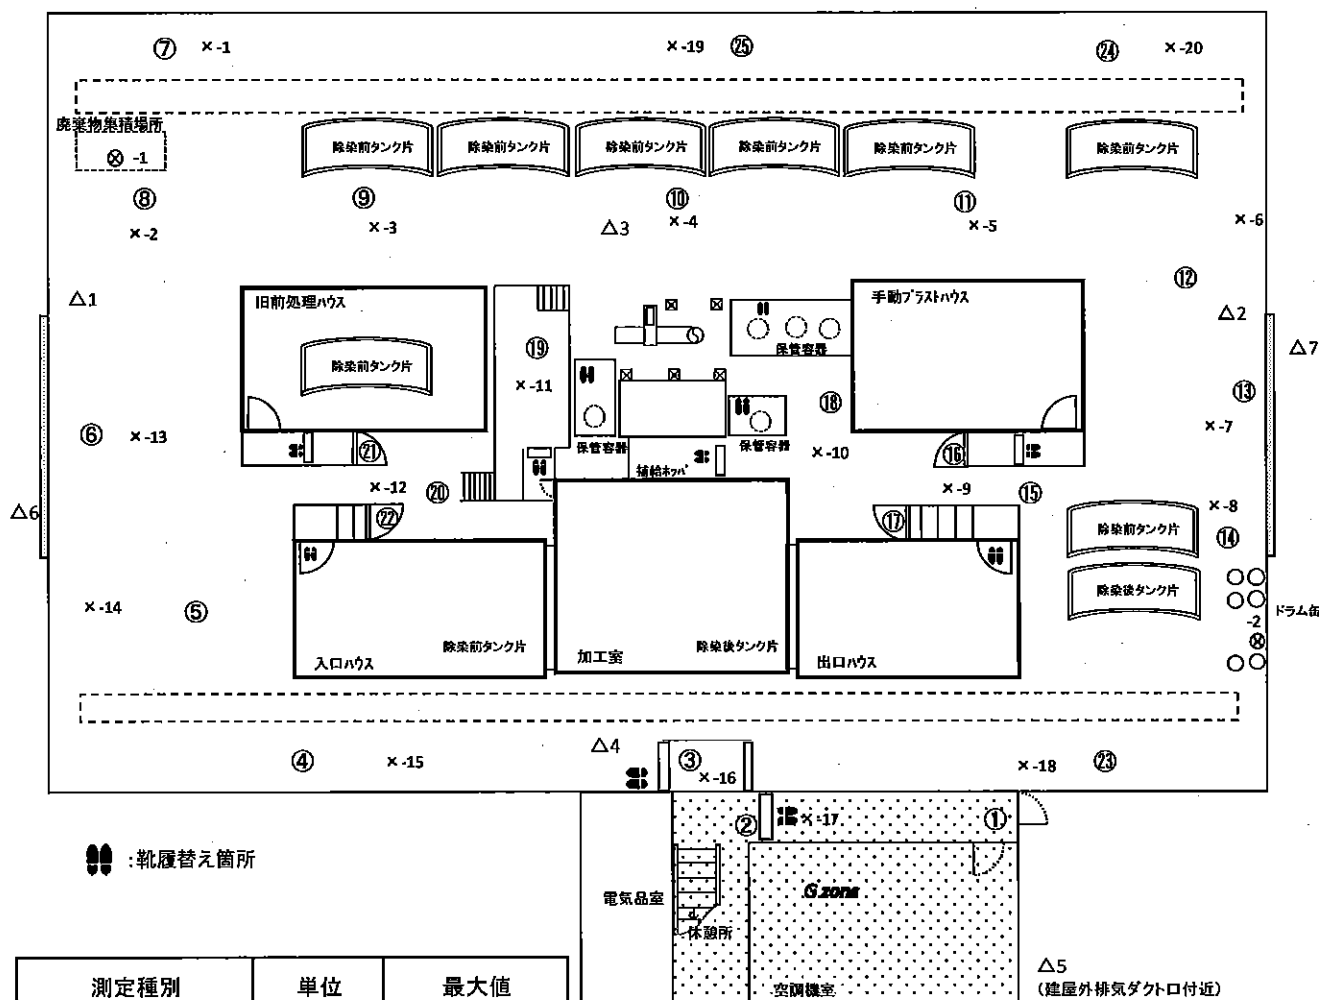 ⑦ ×-1 ×-19 ㉕ ㉔ ×-20
廃棄物集積場所
⊗ -1
除染前タンク片 除染前タンク片 除染前タンク片 除染前タンク片 除染前タンク片 除染前タンク片
⑧ ⑨ ⑩ ⑪
×-2 ×-3 △3 ×-4 ×-5 ×-6
⑫
△1 旧前処理ハウス 手動ブラストハウス
△2
⑲ 保管容器 △7
除染前タンク片
×-11 ⑱ ⑬
⑥ ×-13 ×-7
㉑ 保管容器 保管容器 ×-10 ⑯
補給ホッパ
×-12 ⑳ ×-9 ⑮
△6 ㉒ ⑰ ×-8
除染前タンク片 ⑭
除染後タンク片
×-14 ⑤ ドラム缶
-2
⊗
除染前タンク片 除染後タンク片
入口ハウス 加工室 出口ハウス
④ ×-15 △4 ③ ×-16 ×-18 ㉓
② ×-17 ①
:靴履替え箇所
電気品室 G zone
休憩所
測定種別 単位 最大値
空調機室
△5
(建屋外排気ダクト口付近)